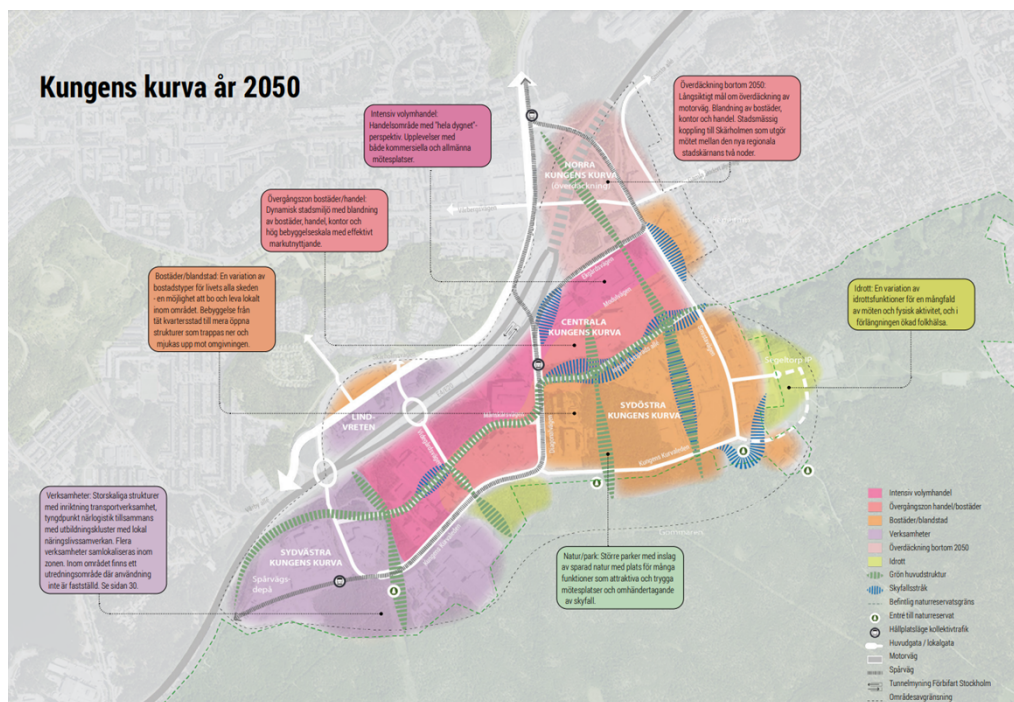 Kungens kurva år 2050
Intensiv volymhandel:
Handelsområde med "hela dygnet"-
perspektiv. Upplevelser med
både kommersiella och allmänna
mötesplatser.
Överdäckning bortom 2050:
Långsiktigt mål om överdäckning av
motorväg. Blandning av bostäder,
kontor och handel. Stadsmässig
koppling till Skärholmen som utgör
mötet mellan den nya regionala
stadskärnans två noder.
Övergångszon bostäder/handel:
Dynamisk stadsmiljö med blandning
av bostäder, handel, kontor och
hög bebyggelseskala med effektivt
markutnyttjande.
Bostäder/blandstad: En variation av
bostadstyper för livets alla skeden
- en möjlighet att bo och leva lokalt
inom området. Bebyggelse från
tät kvartersstad till mera öppna
strukturer som trappas ner och
mjukas upp mot omgivningen.
Idrott: En variation av
idrottsfunktioner för en mångfald
av möten och fysisk aktivitet, och i
förlängningen ökad folkhälsa.
Verksamheter: Storskaliga strukturer
med inriktning transportverksamhet,
tyngdpunkt närlogistik tillsammans
med utbildningskluster med lokal
näringslivssamverkan. Flera
verksamheter samlokaliseras inom
zonen. Inom området finns ett
utredningsområde där användning
inte är fastställd. Se sidan 30.
Natur/park: Större parker med inslag
av sparad natur med plats för många
funktioner som attraktiva och trygga
mötesplatser och omhändertagande
av skyfall.
NORRA
KUNGENS KURVA
(överdäckning)
CENTRALA
KUNGENS KURVA
SYDÖSTRA
KUNGENS KURVA
LIND-
VRETEN
SYDVÄSTRA
KUNGENS KURVA
Spårvägs-
depå
Intensiv volymhandel
Övergångszon handel/bostäder
Bostäder/blandstad
Verksamheter
Överdäckning bortom 2050
Idrott
Grön huvudstruktur
Skyfallsstråk
Befintlig naturreservatsgräns
Entré till naturreservat
Hållplatsläge kollektivtrafik
Huvudgata / lokalgata
Motorväg
Spårväg
Tunnelmyning Förbifart Stockholm
Områdesavgränsning